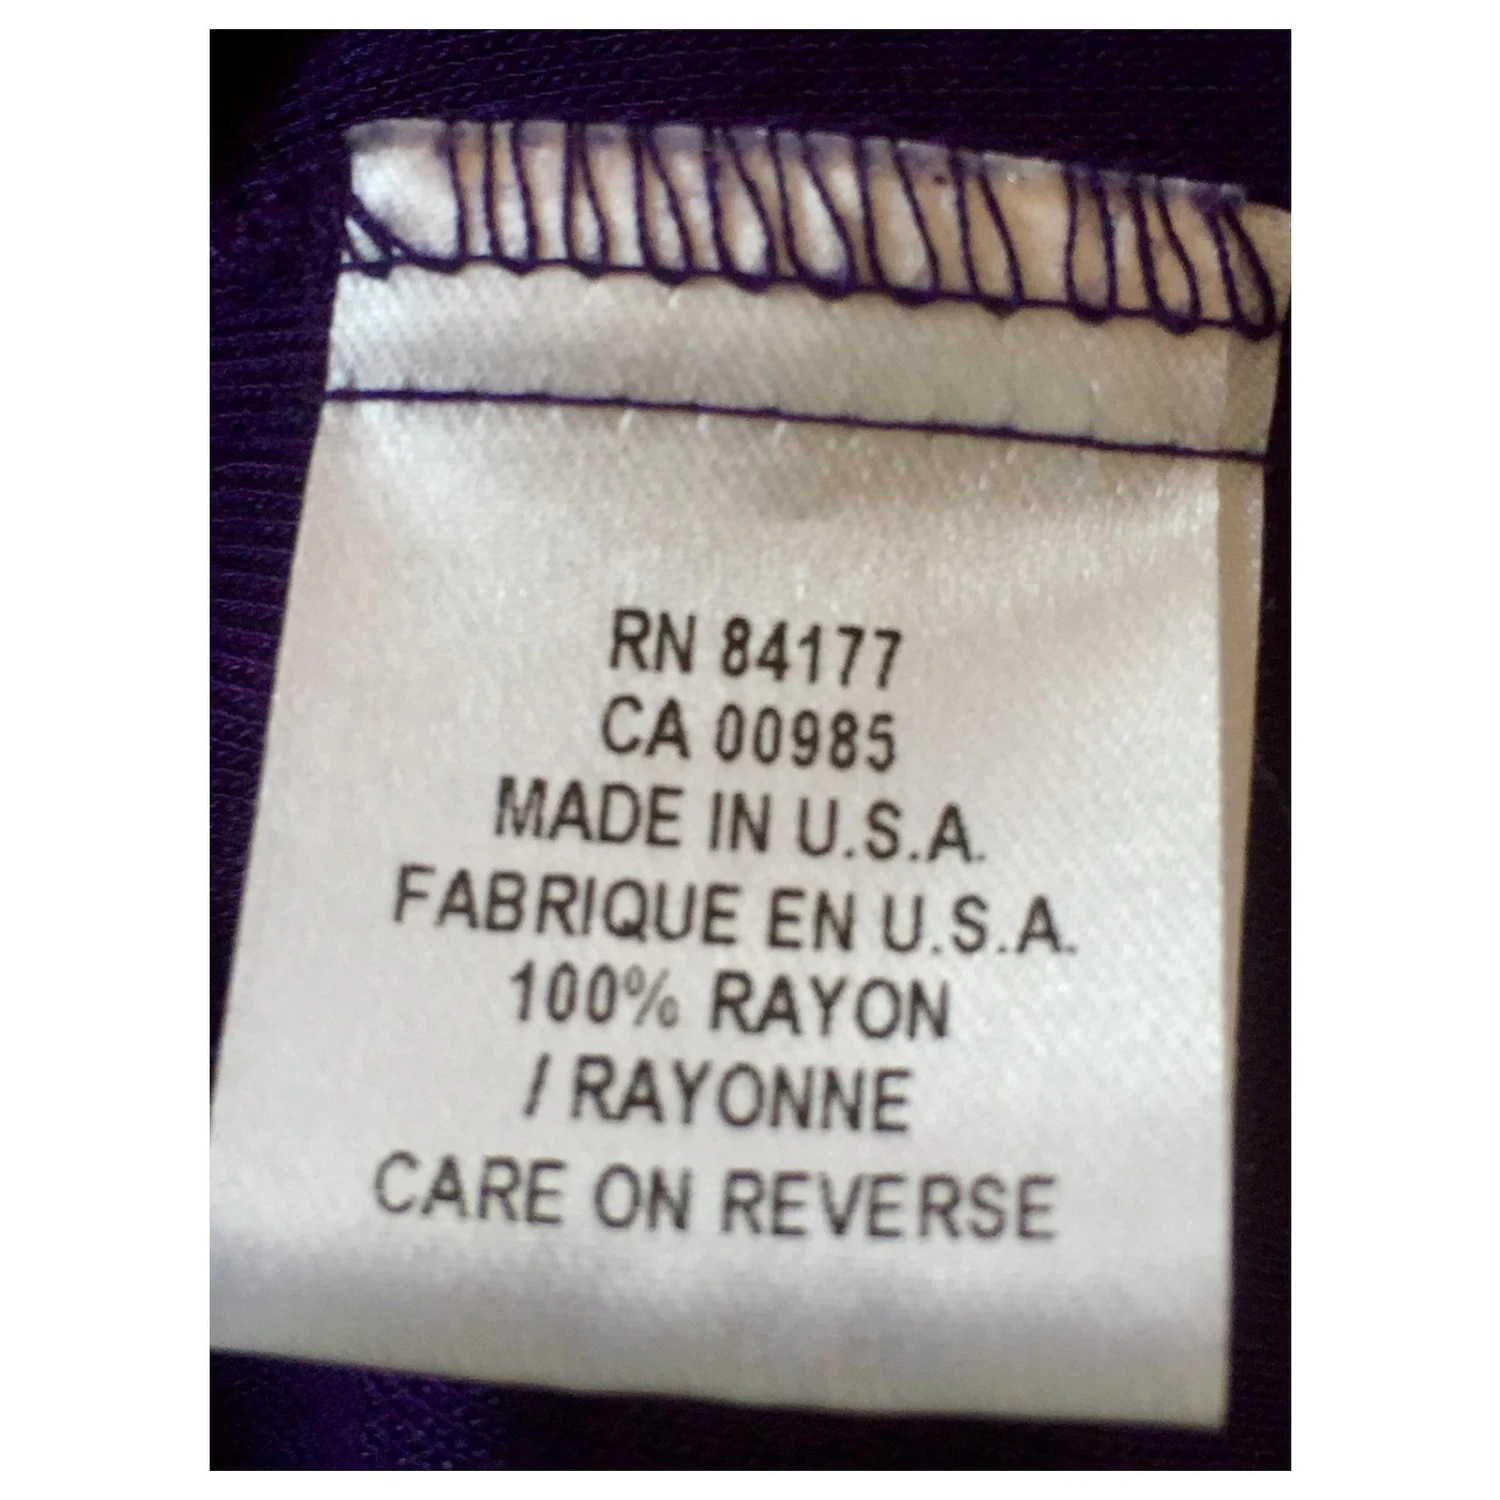 RN 84177
CA 00985
MADE IN U.S.A.
FABRIQUE EN U.S.A.
100% RAYON
/ RAYONNE
CARE ON REVERSE